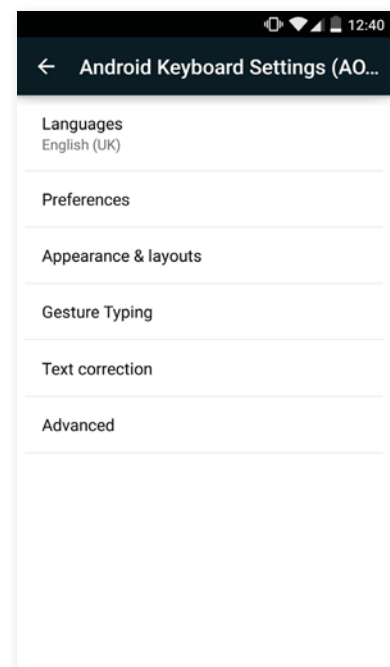 12:40
Android Keyboard Settings (AO...
Languages
English (UK)
Preferences
Appearance & layouts
Gesture Typing
Text correction
Advanced